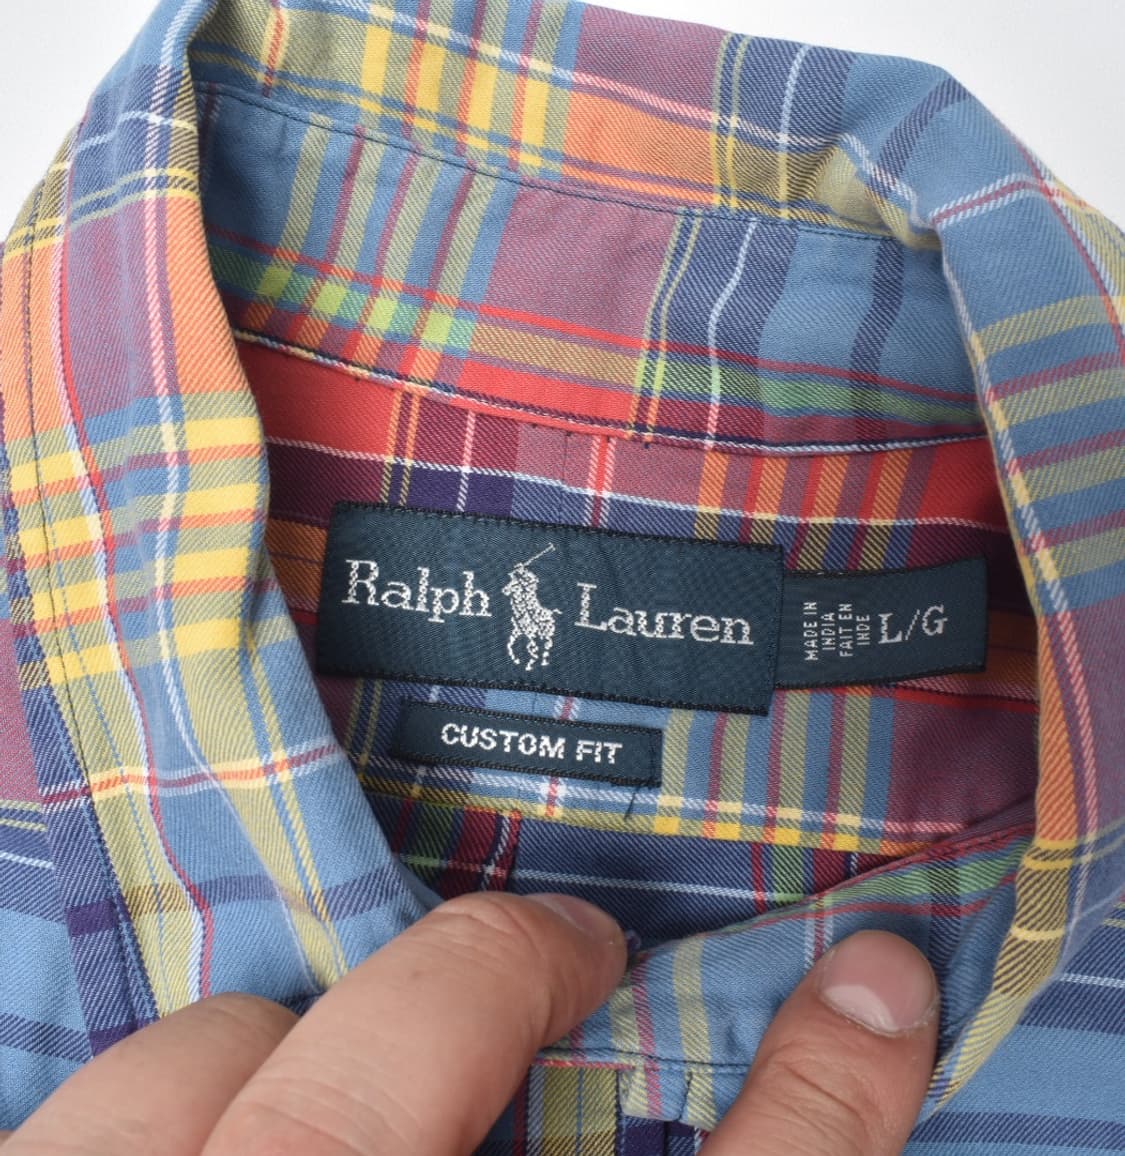 Ralph Lauren
MADE IN
INDIA
FAIT EN
INDE
L/G
CUSTOM FIT